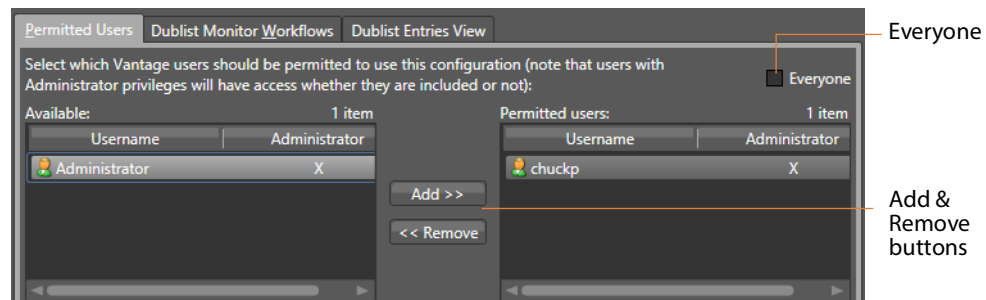 Permitted Users Dublist Monitor Workflows Dublist Entries View
Everyone
Select which Vantage users should be permitted to use this configuration (note that users with
Administrator privileges will have access whether they are included or not):
Everyone
Available: 1 item
Permitted users: 1 item
Username Administrator
Username Administrator
Administrator X
chuckp X
Add >>
<< Remove
Add &
Remove
buttons